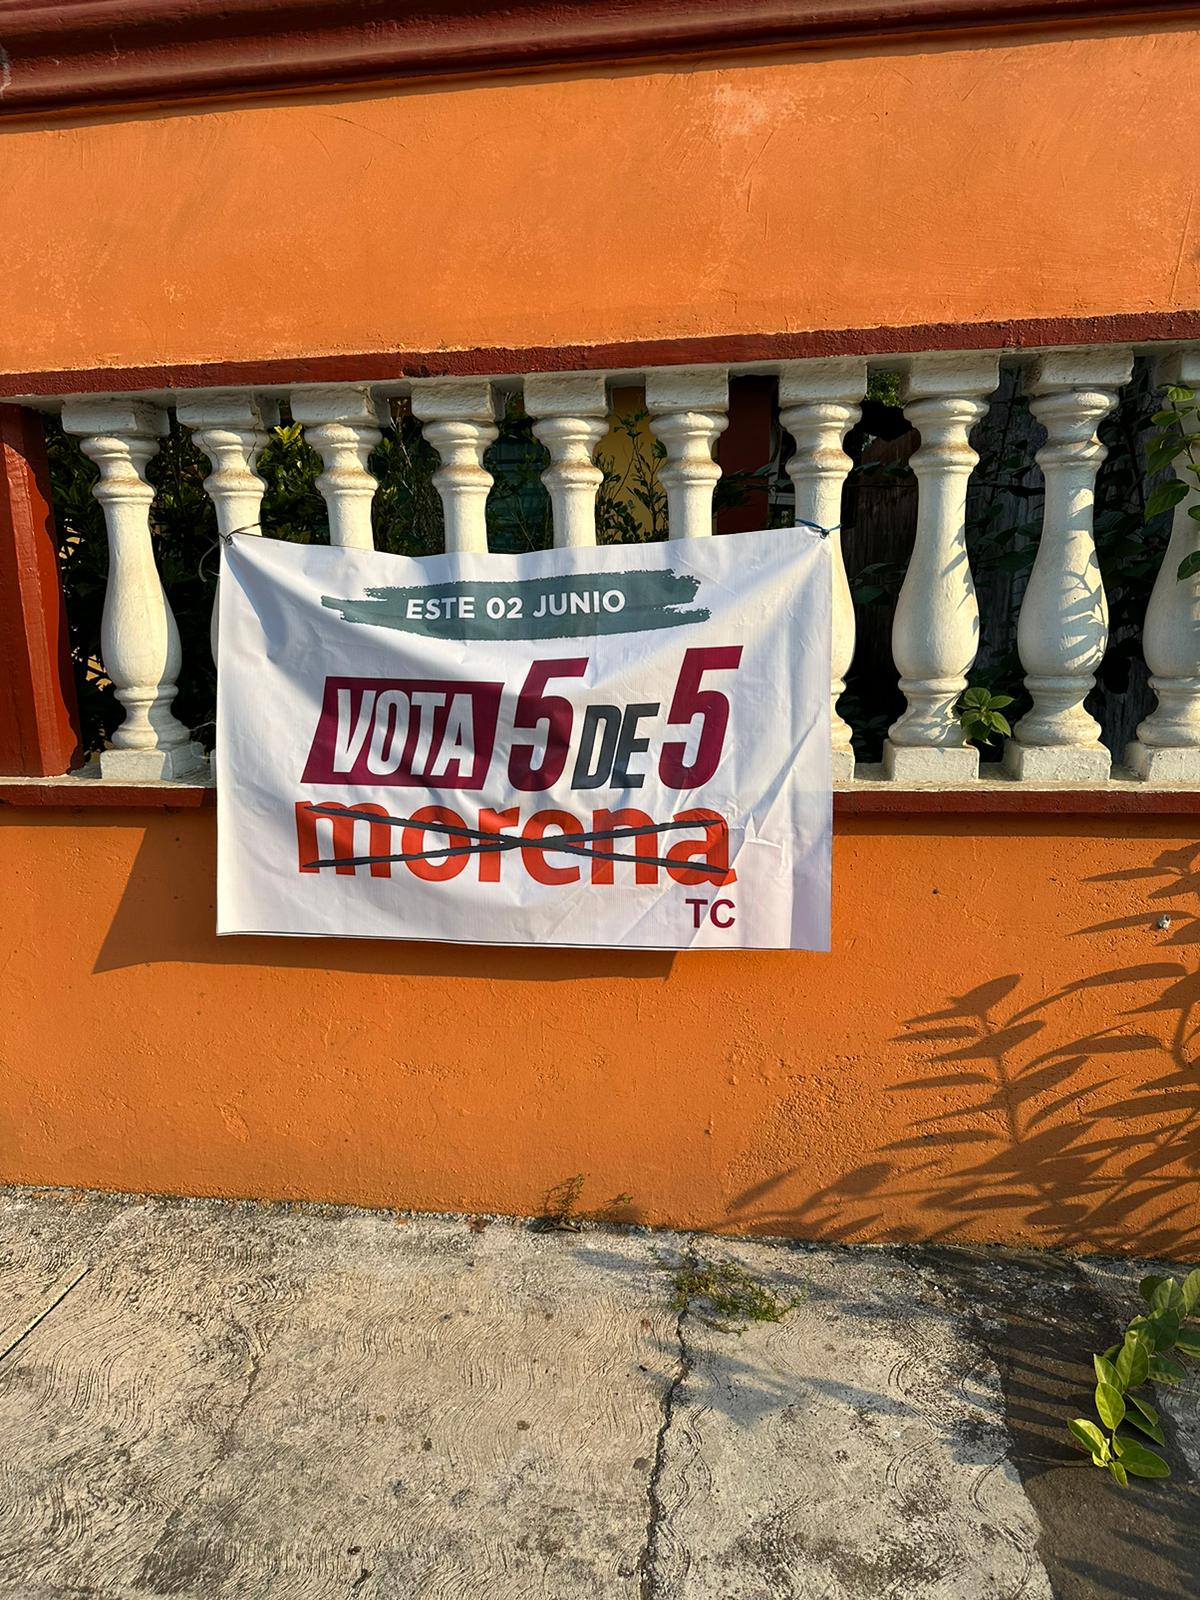 ESTE 02 JUNIO
VOTA 5 DE 5
morena
TC